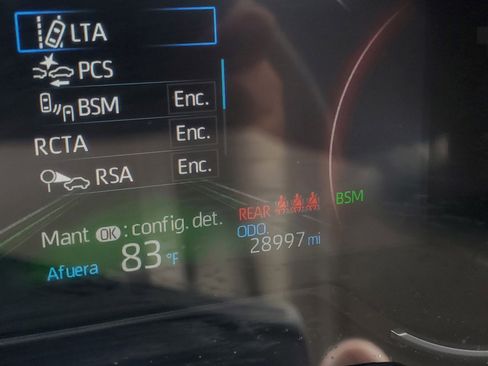 LTA
PCS
BSM Enc.
RCTA Enc.
RSA Enc.
Mant OK : config. det.
REAR
BSM
Afuera 83 °F
ODO
28997 mi